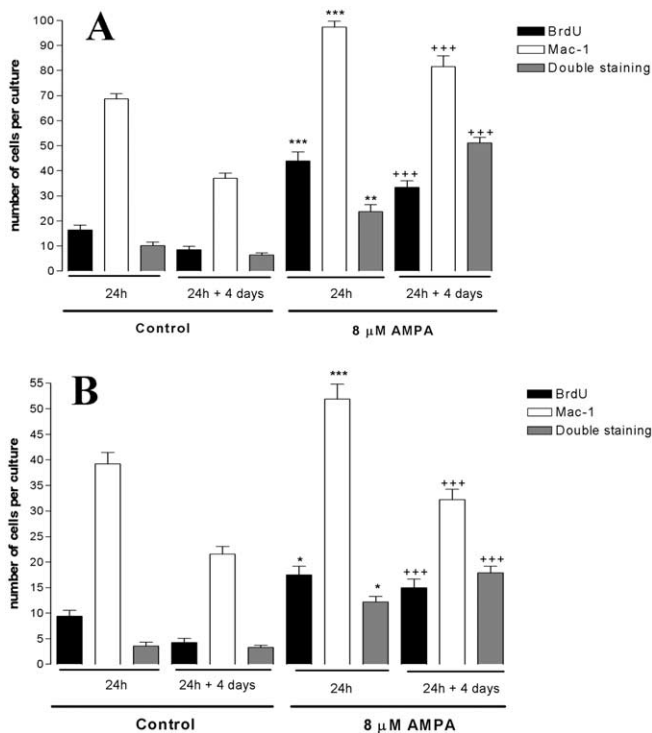 A
BrdU
Mac-1
Double staining
number of cells per culture
100
90
80
70
60
50
40
30
20
10
0
***
***
**
+++
+++
+++
24h
24h + 4 days
24h
24h + 4 days
Control
8 μM AMPA
B
BrdU
Mac-1
Double staining
number of cells per culture
55
50
45
40
35
30
25
20
15
10
5
0
*
***
*
+++
+++
+++
24h
24h + 4 days
24h
24h + 4 days
Control
8 μM AMPA